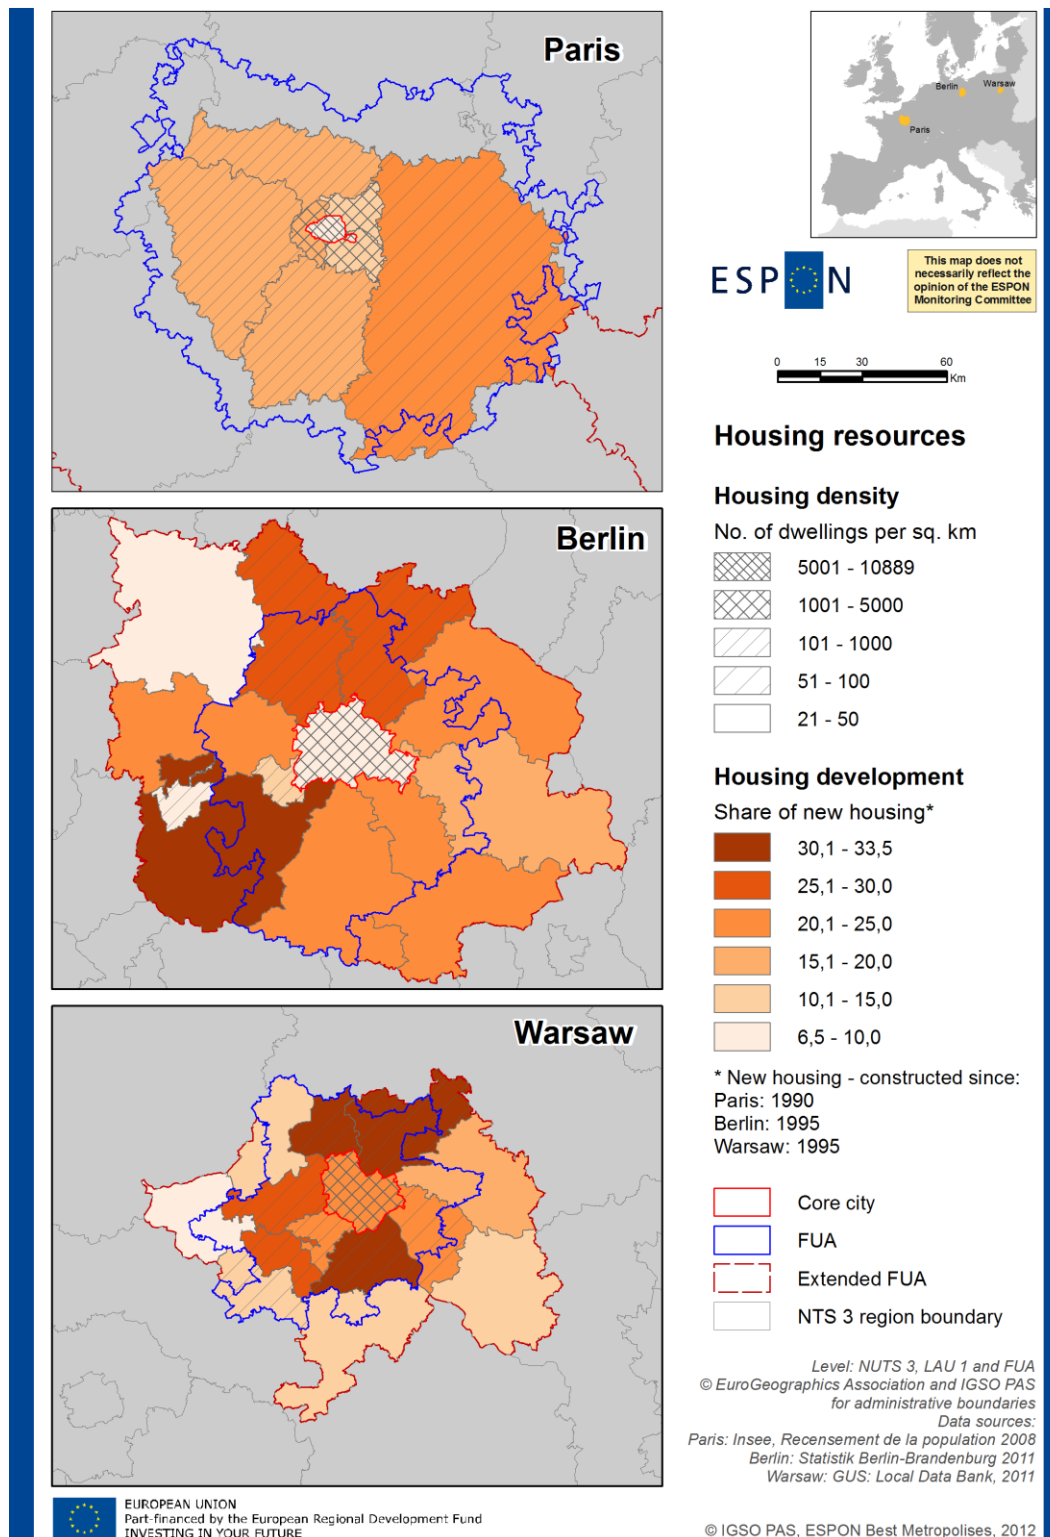 Paris
Berlin
Warsaw
Paris
ESPON
This map does not
necessarily reflect the
opinion of the ESPON
Monitoring Committee
0 15 30 60
Km
Housing resources
Housing density
No. of dwellings per sq. km
5001 - 10889
1001 - 5000
101 - 1000
51 - 100
21 - 50
Berlin
Housing development
Share of new housing*
30,1 - 33,5
25,1 - 30,0
20,1 - 25,0
15,1 - 20,0
10,1 - 15,0
6,5 - 10,0
* New housing - constructed since:
Paris: 1990
Berlin: 1995
Warsaw: 1995
Warsaw
Core city
FUA
Extended FUA
NTS 3 region boundary
Level: NUTS 3, LAU 1 and FUA
© EuroGeographics Association and IGSO PAS
for administrative boundaries
Data sources:
Paris: Insee, Recensement de la population 2008
Berlin: Statistik Berlin-Brandenburg 2011
Warsaw: GUS: Local Data Bank, 2011
EUROPEAN UNION
Part-financed by the European Regional Development Fund
INVESTING IN YOUR FUTURE
© IGSO PAS, ESPON Best Metropolises, 2012